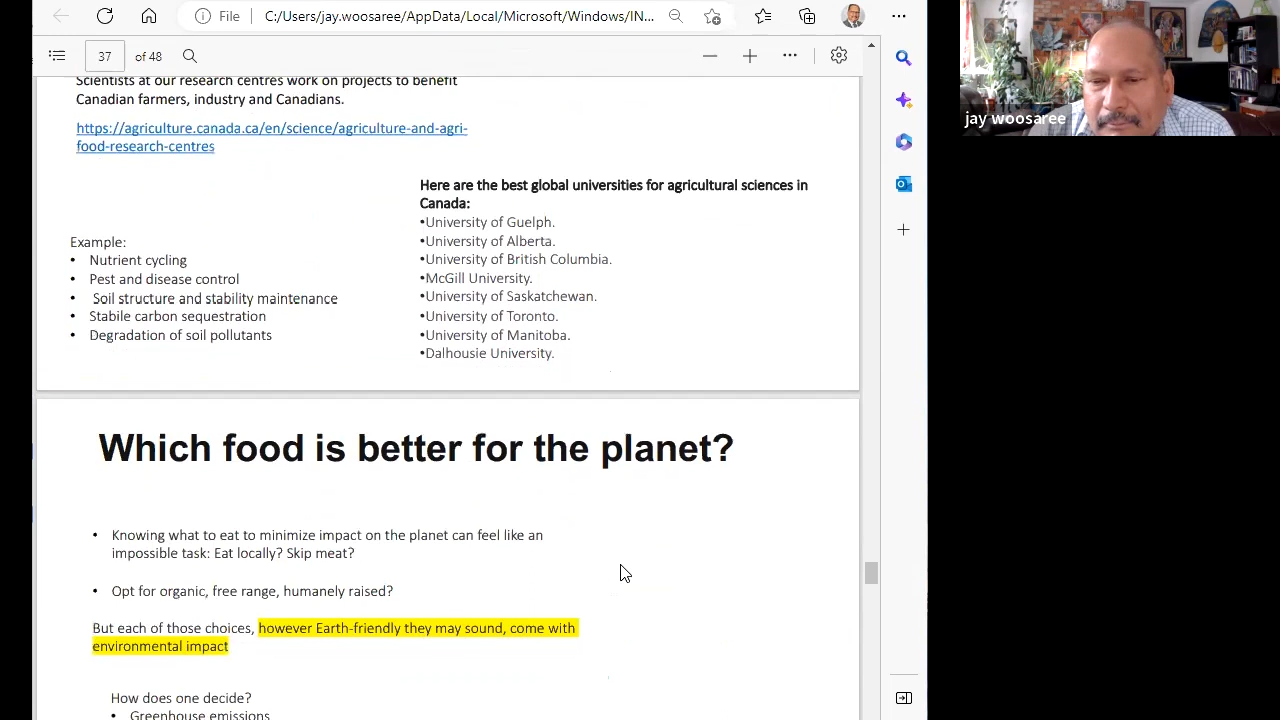 File
C:/Users/jay.woosaree/AppData/Local/Microsoft/Windows/IN...
37 of 48
Scientists at our research centres work on projects to benefit
Canadian farmers, industry and Canadians.
https://agriculture.canada.ca/en/science/agriculture-and-agri-
food-research-centres
Here are the best global universities for agricultural sciences in
Canada:
•University of Guelph.
•University of Alberta.
•University of British Columbia.
•McGill University.
•University of Saskatchewan.
•University of Toronto.
•University of Manitoba.
•Dalhousie University.
Example:
• Nutrient cycling
• Pest and disease control
• Soil structure and stability maintenance
• Stabile carbon sequestration
• Degradation of soil pollutants
Which food is better for the planet?
• Knowing what to eat to minimize impact on the planet can feel like an
impossible task: Eat locally? Skip meat?
• Opt for organic, free range, humanely raised?
But each of those choices, however Earth-friendly they may sound, come with
environmental impact
How does one decide?
• Greenhouse emissions
jay woosaree